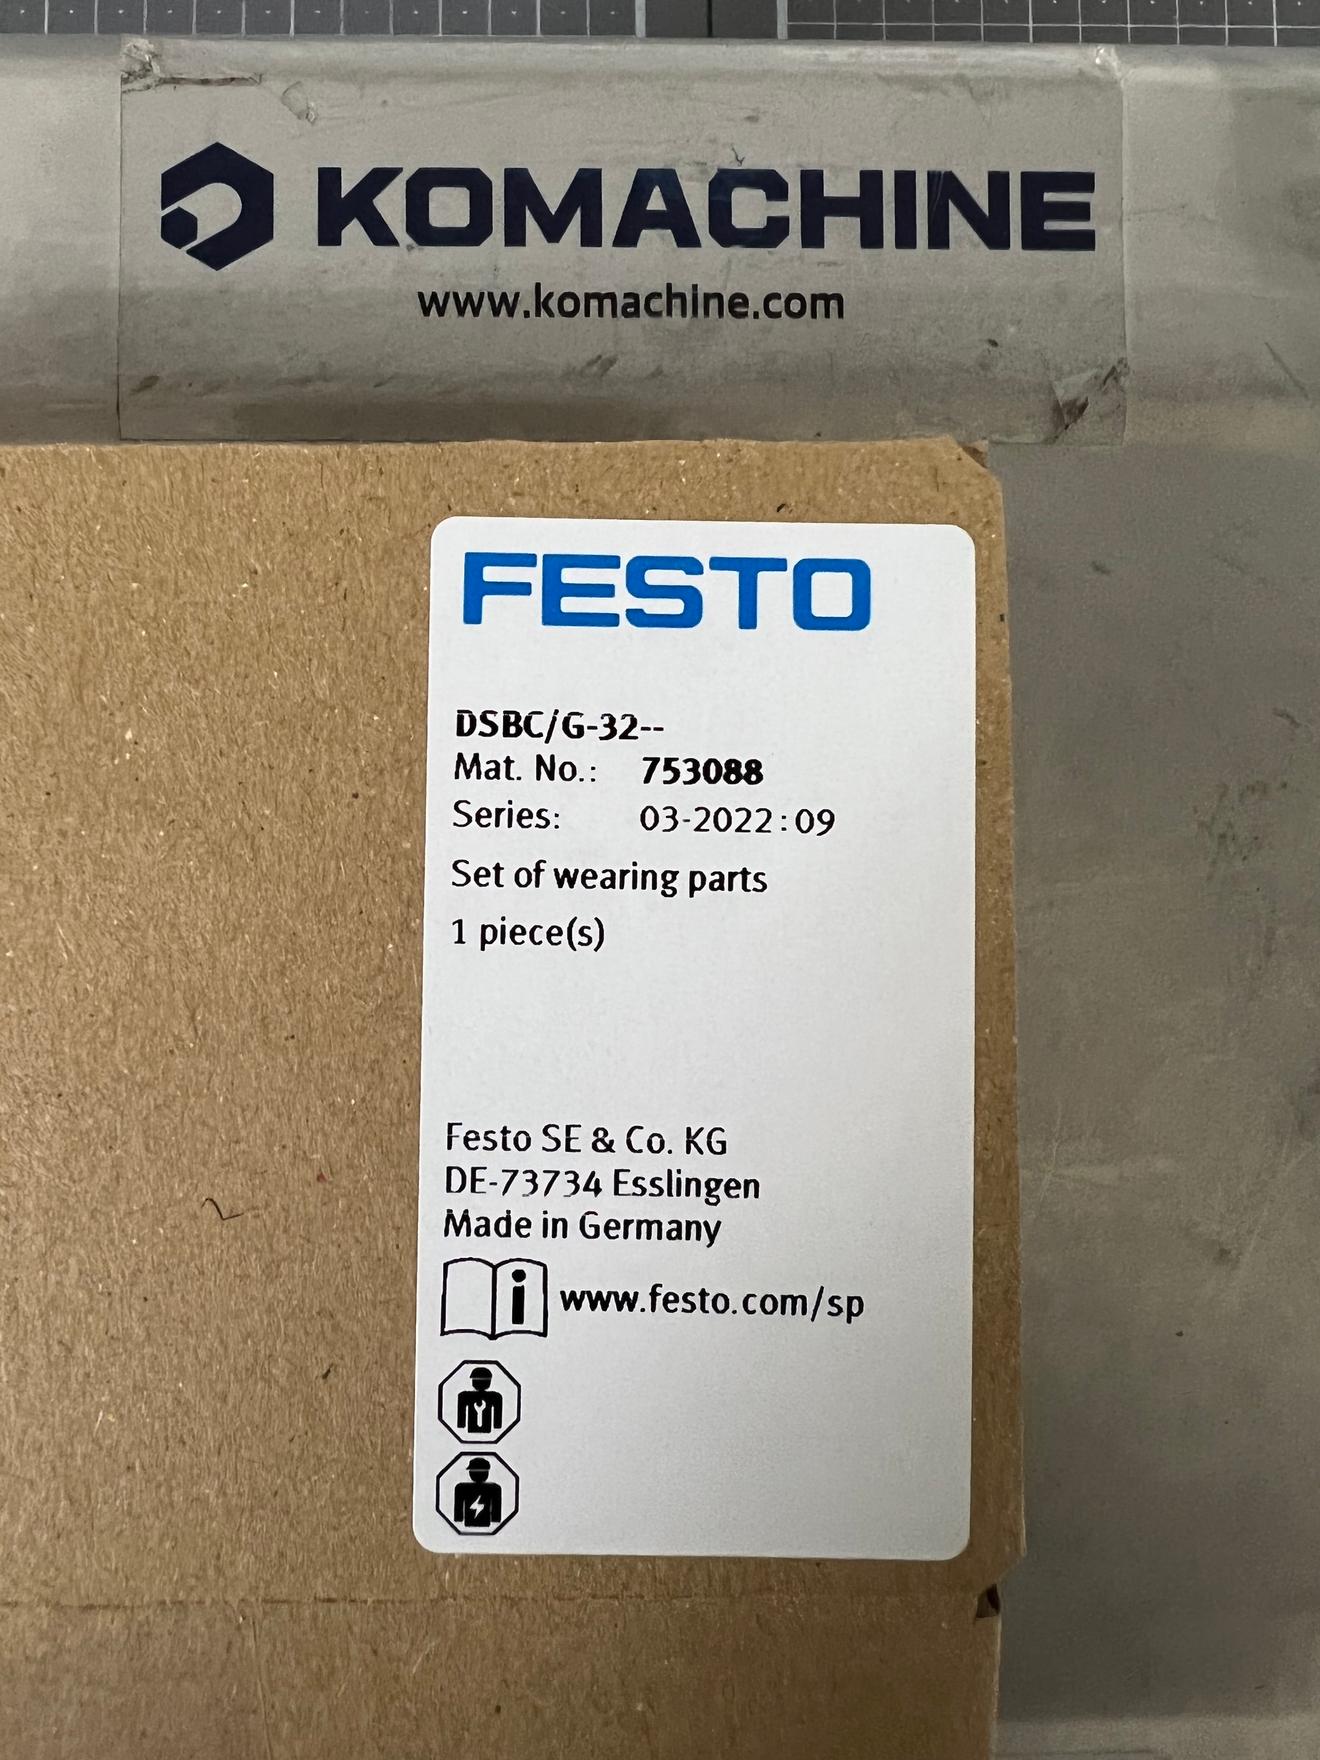 KOMACHINE
www.komachine.com
FESTO
DSBC/G-32--
Mat. No.: 753088
Series: 03-2022:09
Set of wearing parts
1 piece(s)
Festo SE & Co. KG
DE-73734 Esslingen
Made in Germany
www.festo.com/sp